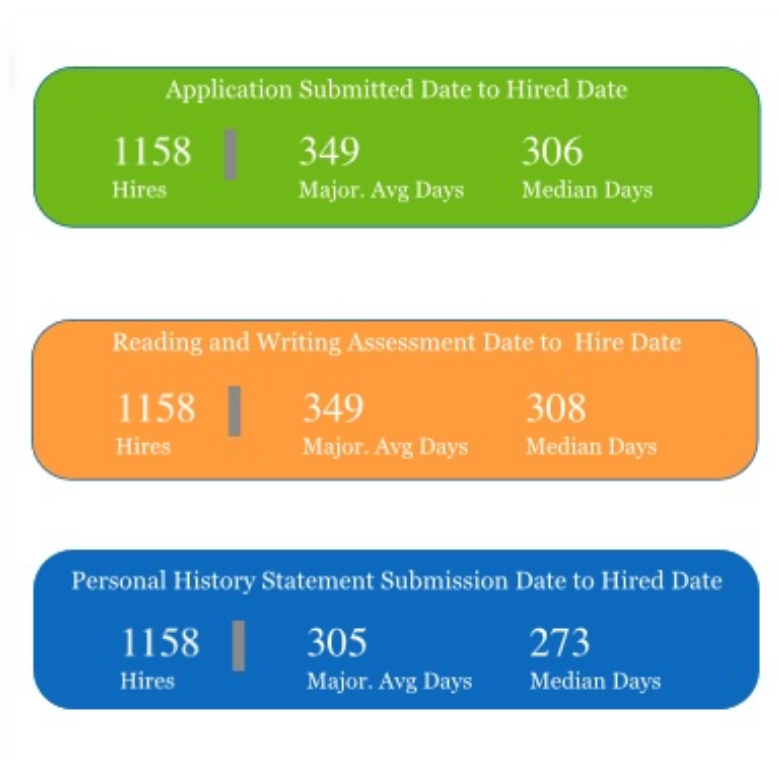 Application Submitted Date to Hired Date
1158 349 306
Hires Major. Avg Days Median Days
Reading and Writing Assessment Date to Hire Date
1158 349 308
Hires Major. Avg Days Median Days
Personal History Statement Submission Date to Hired Date
1158 305 273
Hires Major. Avg Days Median Days